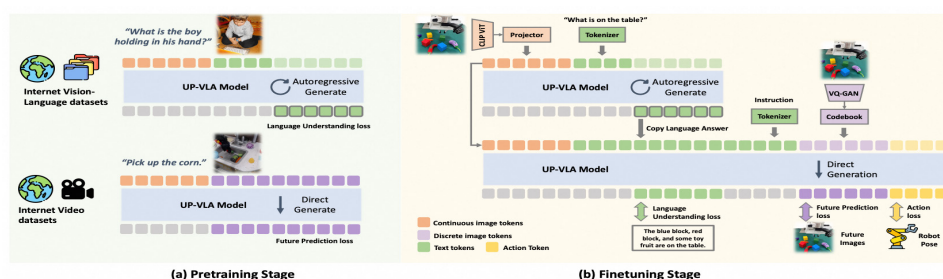 "What is the boy
holding in his hand?"
Internet Vision-
Language datasets
UP-VLA Model
Autoregressive
Generate
Language Understanding loss
"Pick up the corn."
Internet Video
datasets
UP-VLA Model
Direct
Generate
Future Prediction loss
(a) Pretraining Stage
"What is on the table?"
CLIP VIT
Projector
Tokenizer
UP-VLA Model
Autoregressive
Generate
Copy Language Answer
Instruction
Tokenizer
VQ-GAN
Codebook
UP-VLA Model
Direct
Generation
Continuous image tokens
Discrete image tokens
Text tokens
Action Token
Language
Understanding loss
The blue block, red
block, and some toy
fruit are on the table.
Future Prediction
loss
Future
Images
Action
loss
Robot
Pose
(b) Finetuning Stage